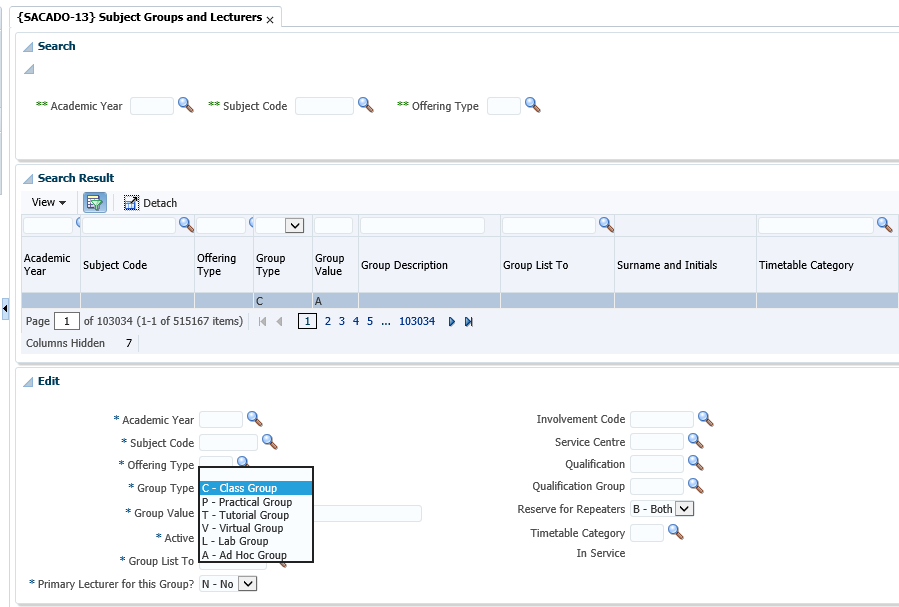 {SACADO-13} Subject Groups and Lecturers
Search
** Academic Year ** Subject Code ** Offering Type
Search Result
View Detach
Academic Year Subject Code Offering Type Group Type Group Value Group Description Group List To Surname and Initials Timetable Category
C A
Page 1 of 103034 (1-1 of 515167 items) 1 2 3 4 5 ... 103034
Columns Hidden 7
Edit
* Academic Year
* Subject Code
* Offering Type
* Group Type
C - Class Group
P - Practical Group
T - Tutorial Group
V - Virtual Group
L - Lab Group
A - Ad Hoc Group
* Group Value
* Active
* Group List To
* Primary Lecturer for this Group? N - No
Involvement Code
Service Centre
Qualification
Qualification Group
Reserve for Repeaters B - Both
Timetable Category
In Service